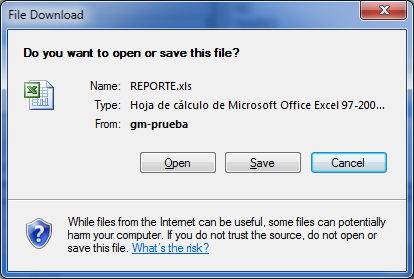 File Download
Do you want to open or save this file?
Name: REPORTE.xls
Type: Hoja de cálculo de Microsoft Office Excel 97-200...
From: gm-prueba
Open Save Cancel
While files from the Internet can be useful, some files can potentially
harm your computer. If you do not trust the source, do not open or
save this file. What's the risk?